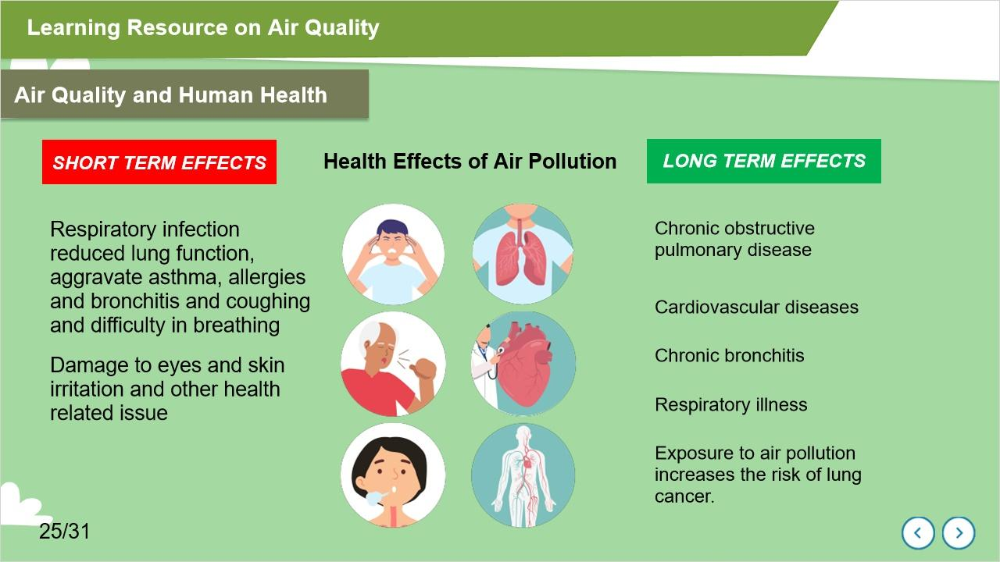 Learning Resource on Air Quality
Air Quality and Human Health
SHORT TERM EFFECTS
Health Effects of Air Pollution
LONG TERM EFFECTS
Respiratory infection
reduced lung function,
aggravate asthma, allergies
and bronchitis and coughing
and difficulty in breathing
Damage to eyes and skin
irritation and other health
related issue
Chronic obstructive
pulmonary disease
Cardiovascular diseases
Chronic bronchitis
Respiratory illness
Exposure to air pollution
increases the risk of lung
cancer.
25/31